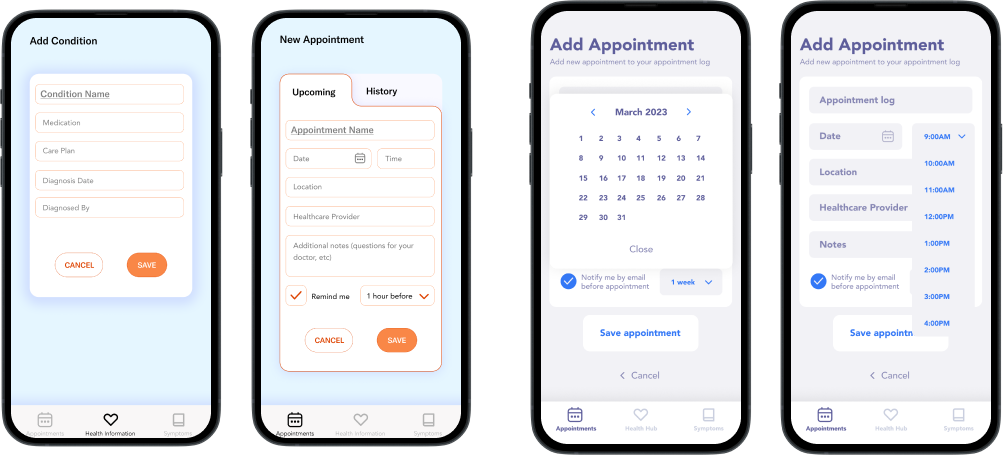 Add Condition
Condition Name
Medication
Care Plan
Diagnosis Date
Diagnosed By
CANCEL
SAVE
Appointments
Health Information
Symptoms
New Appointment
Upcoming
History
Appointment Name
Date
Time
Location
Healthcare Provider
Additional notes (questions for your
doctor, etc)
Remind me
1 hour before
CANCEL
SAVE
Appointments
Health Information
Symptoms
Add Appointment
Add new appointment to your appointment log
March 2023
1 2 3 4 5 6 7
8 9 10 11 12 13 14
15 16 17 18 19 20 21
22 23 24 25 26 27 28
29 30 31
Close
Notify me by email
before appointment
1 week
Save appointment
Cancel
Appointments
Health Hub
Symptoms
Add Appointment
Add new appointment to your appointment log
Appointment log
Date
9:00AM
10:00AM
Location
11:00AM
Healthcare Provider
12:00PM
Notes
1:00PM
2:00PM
Notify me by email
before appointment
3:00PM
4:00PM
Save appointn
Cancel
Appointments
Health Hub
Symptoms